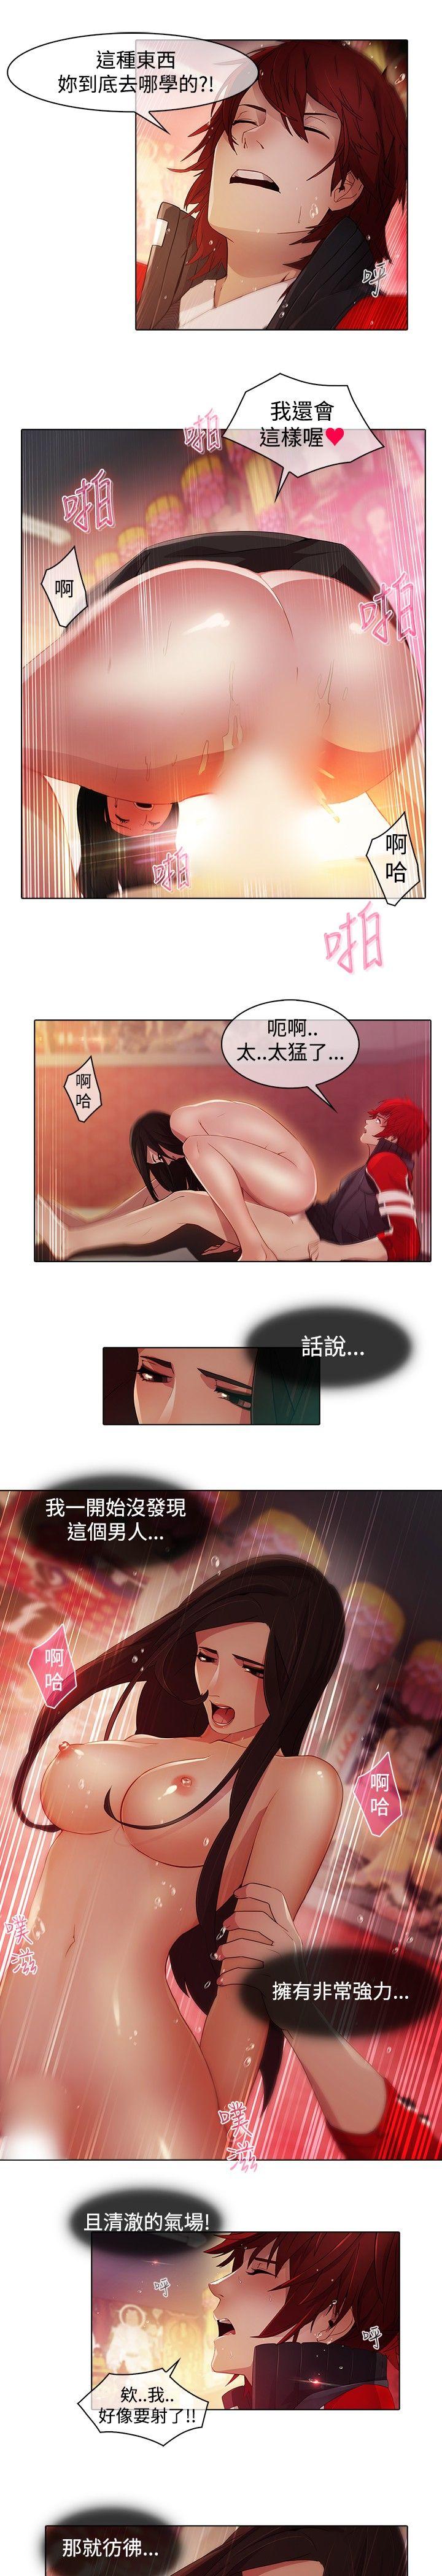 這種東西
妳到底去哪學的?!
呼
我還會
這樣喔♥
啪
啪
啊
啪
啪
啊
哈
啪
呃啊..
太..太猛了...
啊
哈
話說...
我一開始沒發現
這個男人...
啊
哈
啊
哈
噗
滋
擁有非常強力...
噗
滋
且清澈的氣場!
呼
呼
欸..我..
好像要射了!!
那就彷彿...